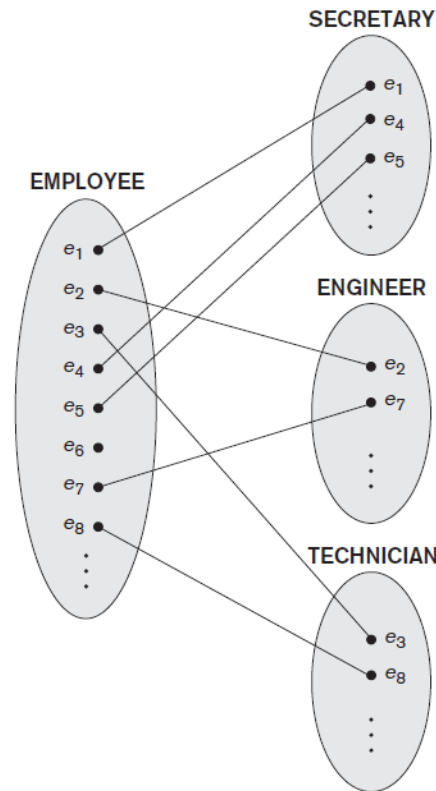 SECRETARY
e1
e4
e5
EMPLOYEE
e1
e2
e3
e4
e5
e6
e7
e8
ENGINEER
e2
e7
TECHNICIAN
e3
e8